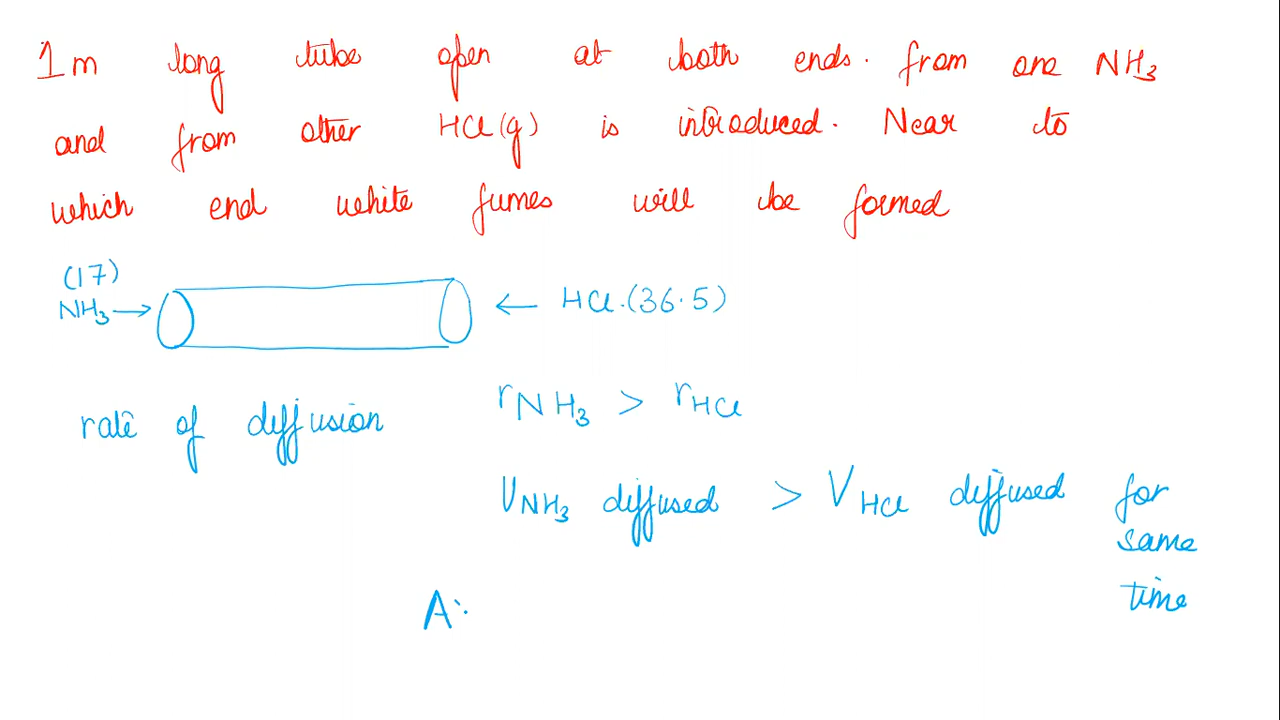 1m long tube open at both ends. from one NH3
and from other HCl(g) is introduced. Near to
which end white fumes will be formed
(17)
NH3 → ← HCl.(36.5)
rate of diffusion rNH3 > rHCl
VNH3 diffused > VHCl diffused for
same
time
A: